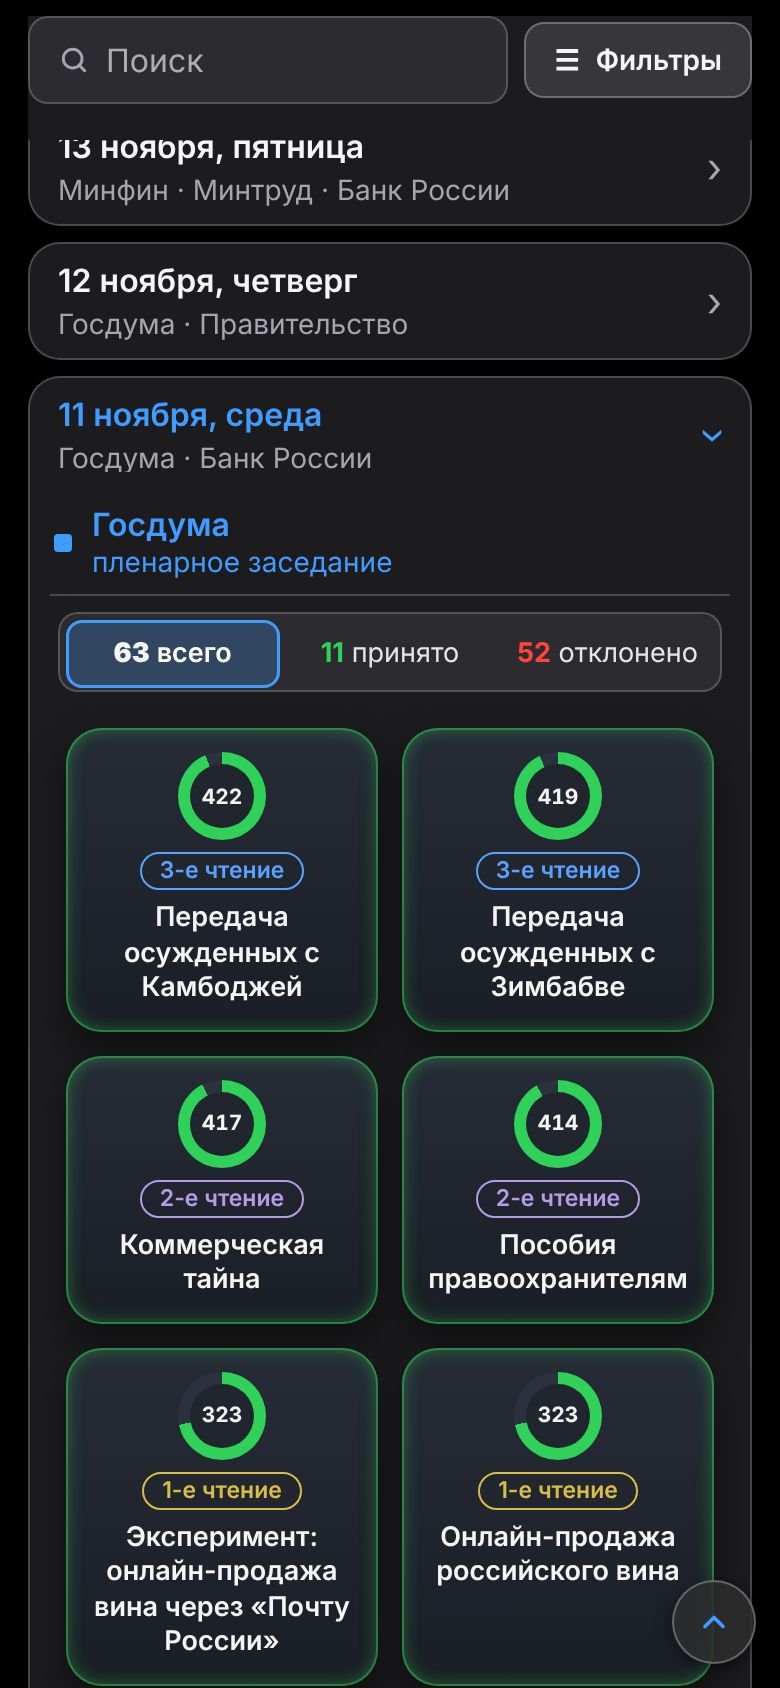 Поиск
Фильтры
13 ноября, пятница
Минфин · Минтруд · Банк России
12 ноября, четверг
Госдума · Правительство
11 ноября, среда
Госдума · Банк России
Госдума
пленарное заседание
63 всего 11 принято 52 отклонено
422
3-е чтение
Передача
осужденных с
Камбоджей
419
3-е чтение
Передача
осужденных с
Зимбабве
417
2-е чтение
Коммерческая
тайна
414
2-е чтение
Пособия
правоохранителям
323
1-е чтение
Эксперимент:
онлайн-продажа
вина через «Почту
России»
323
1-е чтение
Онлайн-продажа
российского вина